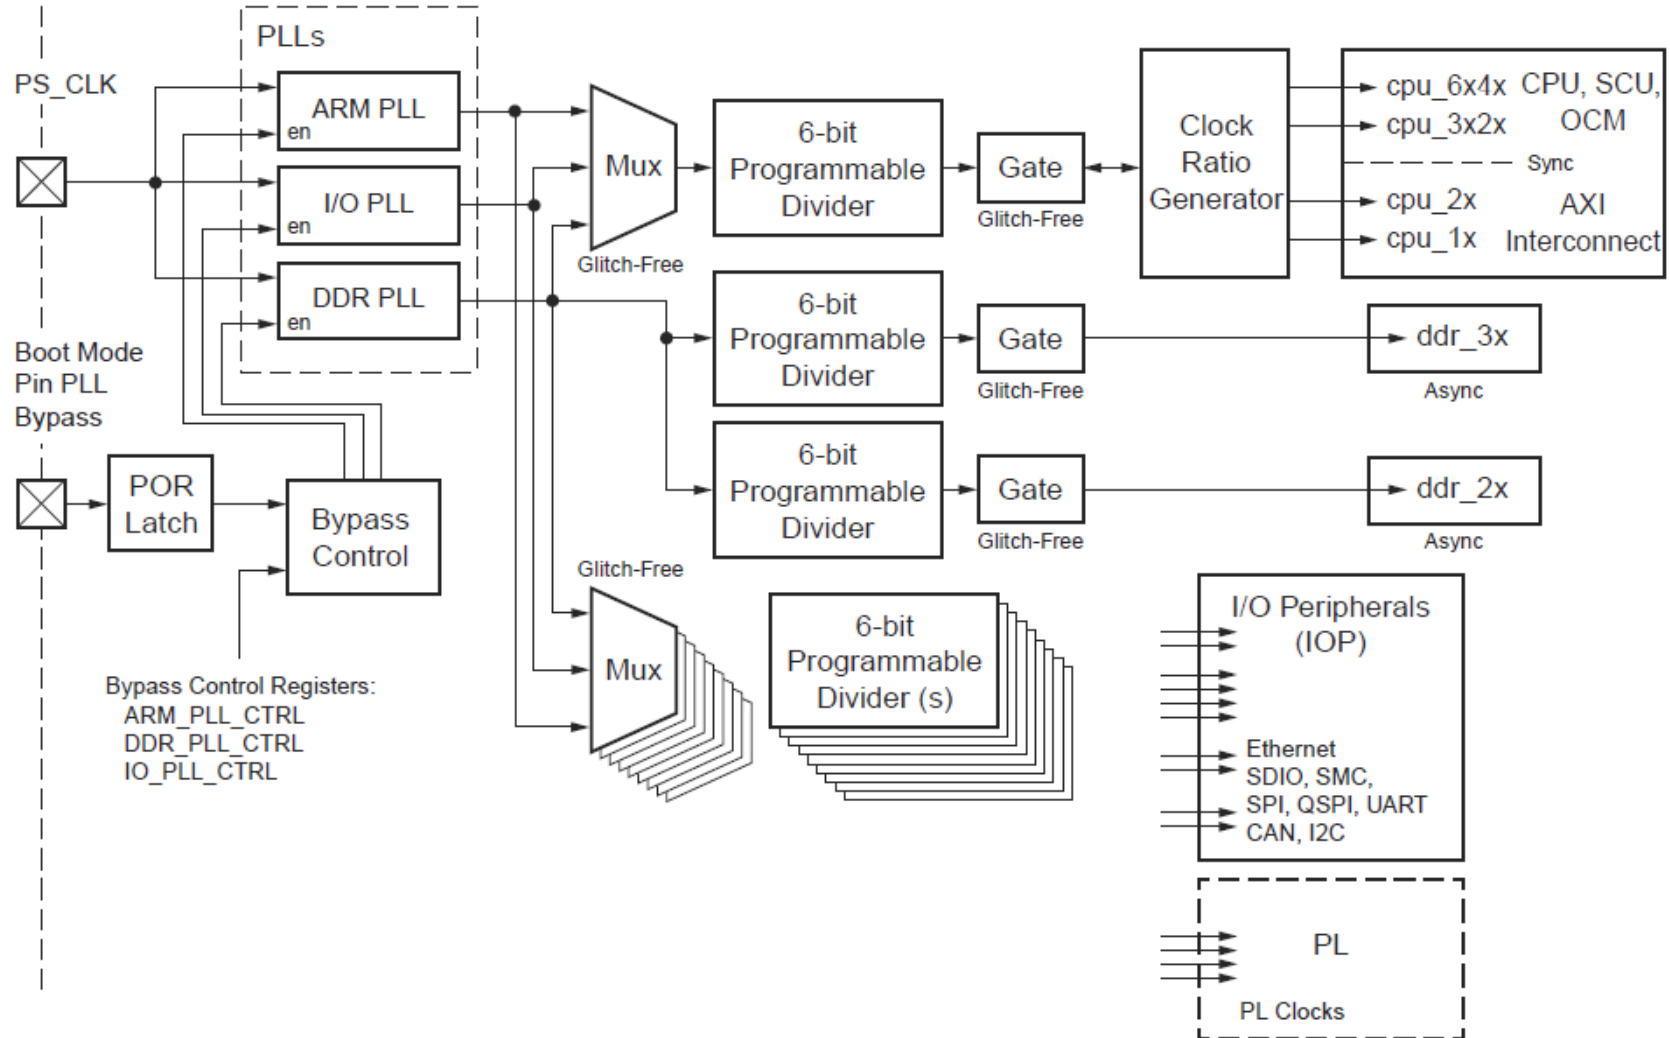 PLLs
PS_CLK
ARM PLL
en
I/O PLL
en
DDR PLL
en
Boot Mode
Pin PLL
Bypass
POR
Latch
Bypass
Control
Bypass Control Registers:
ARM_PLL_CTRL
DDR_PLL_CTRL
IO_PLL_CTRL
Mux
Glitch-Free
6-bit
Programmable
Divider
Gate
Glitch-Free
Clock
Ratio
Generator
cpu_6x4x
cpu_3x2x
CPU, SCU,
OCM
Sync
cpu_2x
cpu_1x
AXI
Interconnect
6-bit
Programmable
Divider
Gate
Glitch-Free
ddr_3x
Async
6-bit
Programmable
Divider
Gate
Glitch-Free
ddr_2x
Async
Glitch-Free
Mux
6-bit
Programmable
Divider (s)
I/O Peripherals
(IOP)
Ethernet
SDIO, SMC,
SPI, QSPI, UART
CAN, I2C
PL
PL Clocks